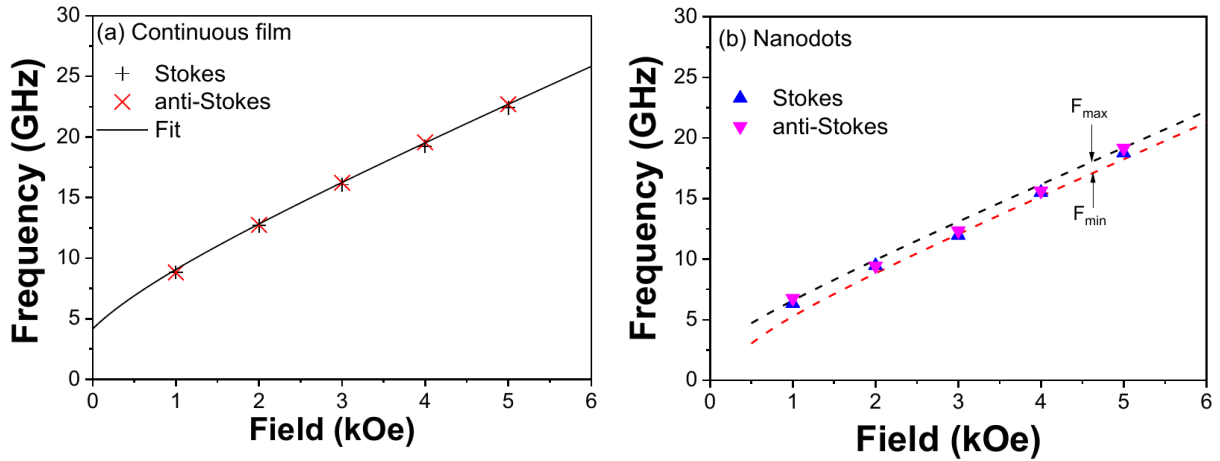 (a) Continuous film
Stokes
anti-Stokes
Fit
Frequency (GHz)
30
25
20
15
10
5
0
0 1 2 3 4 5 6
Field (kOe)
(b) Nanodots
Stokes
anti-Stokes
Fmax
Fmin
Frequency (GHz)
30
25
20
15
10
5
0
0 1 2 3 4 5 6
Field (kOe)